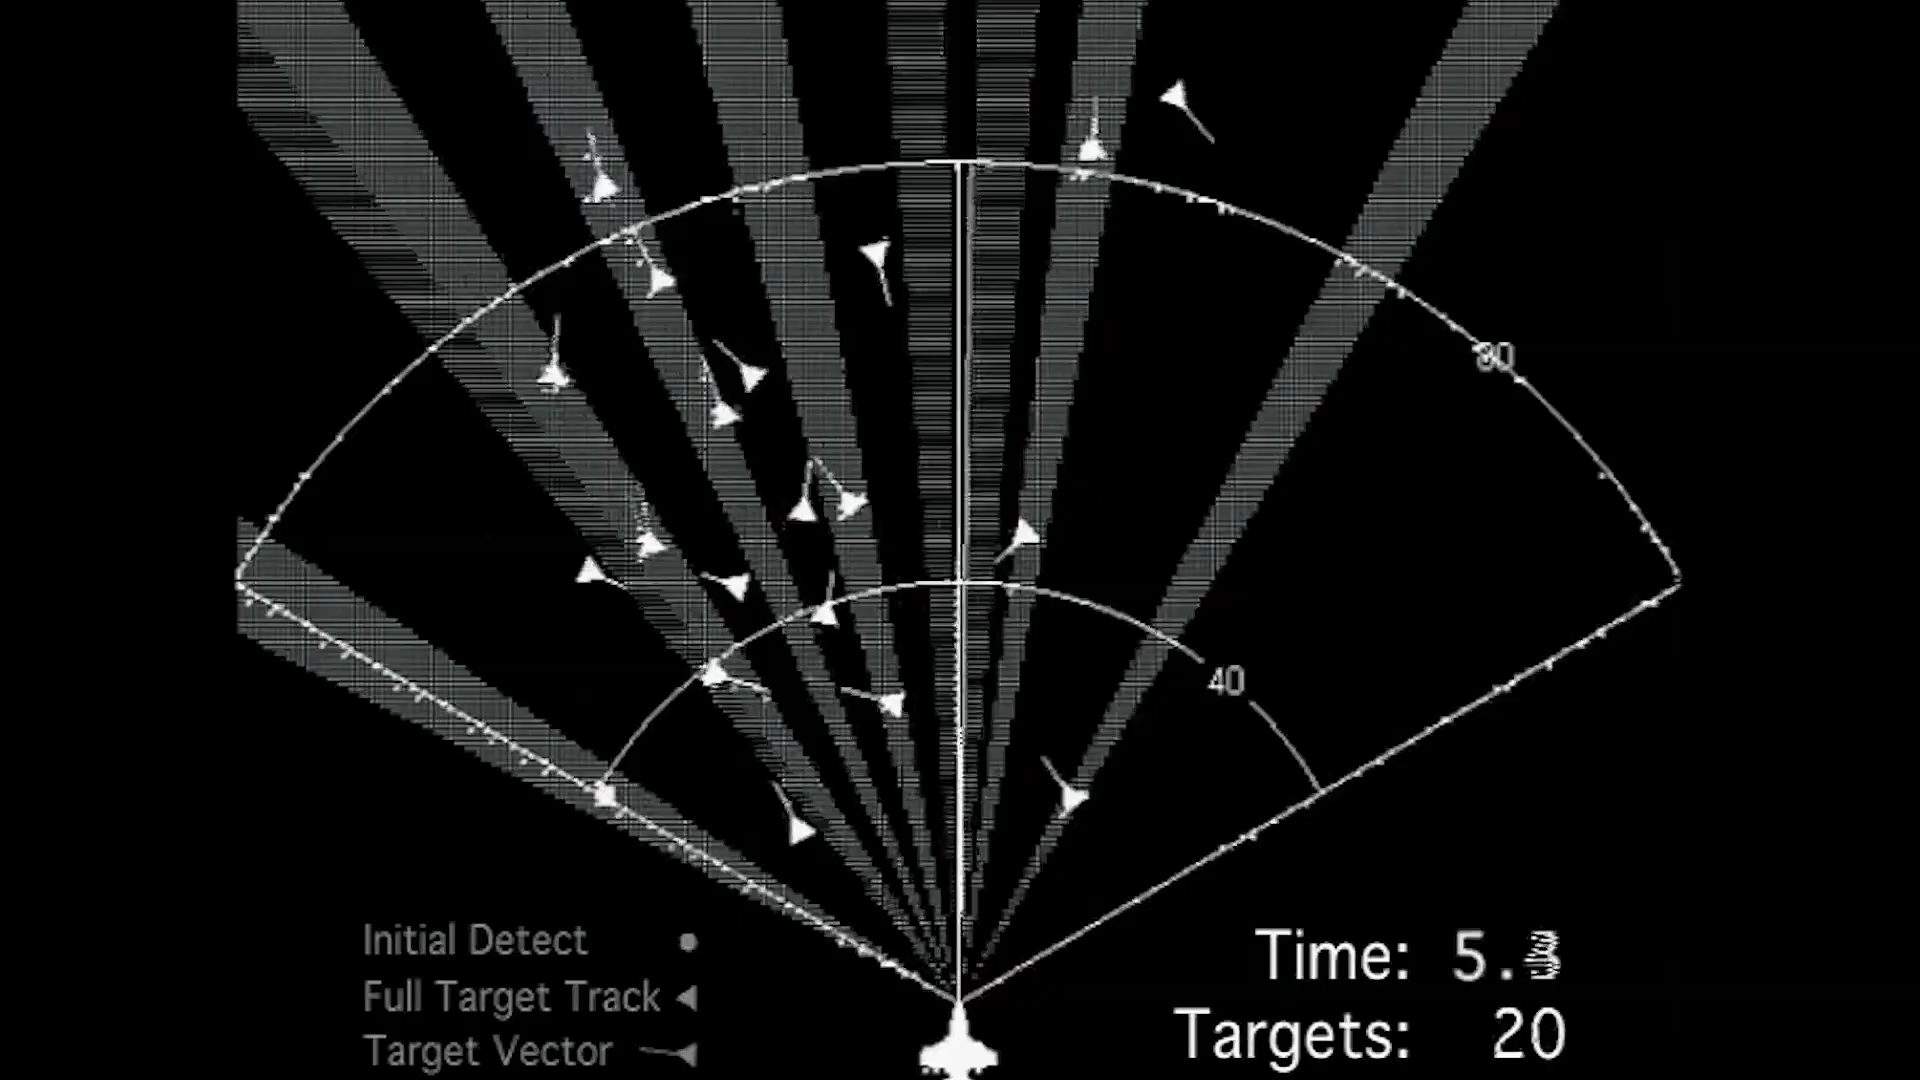 80
40
Initial Detect
Full Target Track
Target Vector
Time: 5.
Targets: 20